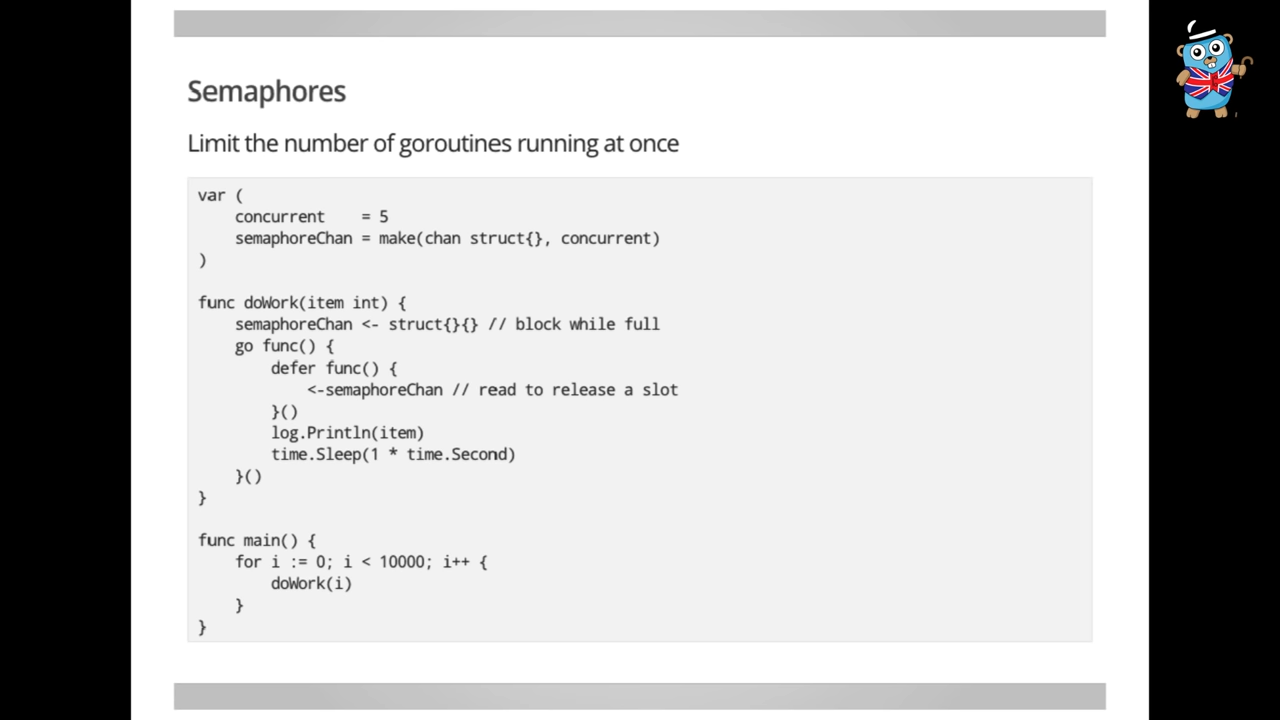 Semaphores
Limit the number of goroutines running at once
var (
    concurrent    = 5
    semaphoreChan = make(chan struct{}, concurrent)
)
func doWork(item int) {
    semaphoreChan <- struct{}{} // block while full
    go func() {
        defer func() {
            <-semaphoreChan // read to release a slot
        }()
        log.Println(item)
        time.Sleep(1 * time.Second)
    }()
}
func main() {
    for i := 0; i < 10000; i++ {
        doWork(i)
    }
}